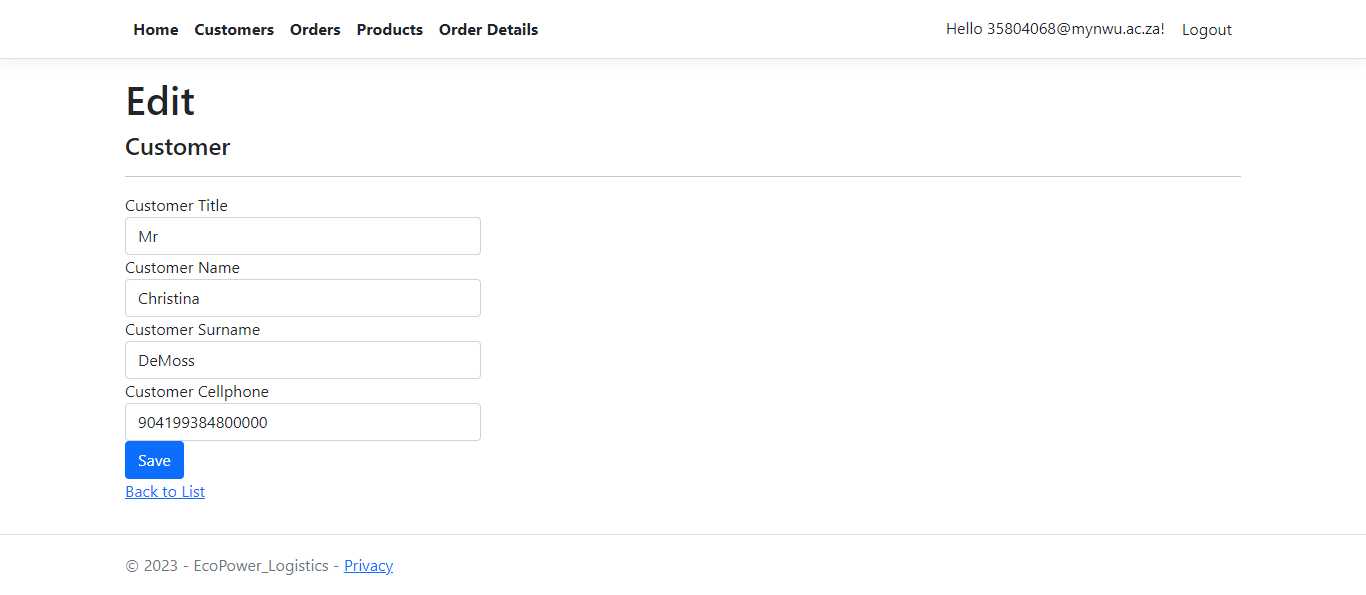 Home Customers Orders Products Order Details Hello 35804068@mynwu.ac.za! Logout
Edit
Customer
Customer Title
Mr
Customer Name
Christina
Customer Surname
DeMoss
Customer Cellphone
904199384800000
Save
Back to List
© 2023 - EcoPower_Logistics - Privacy